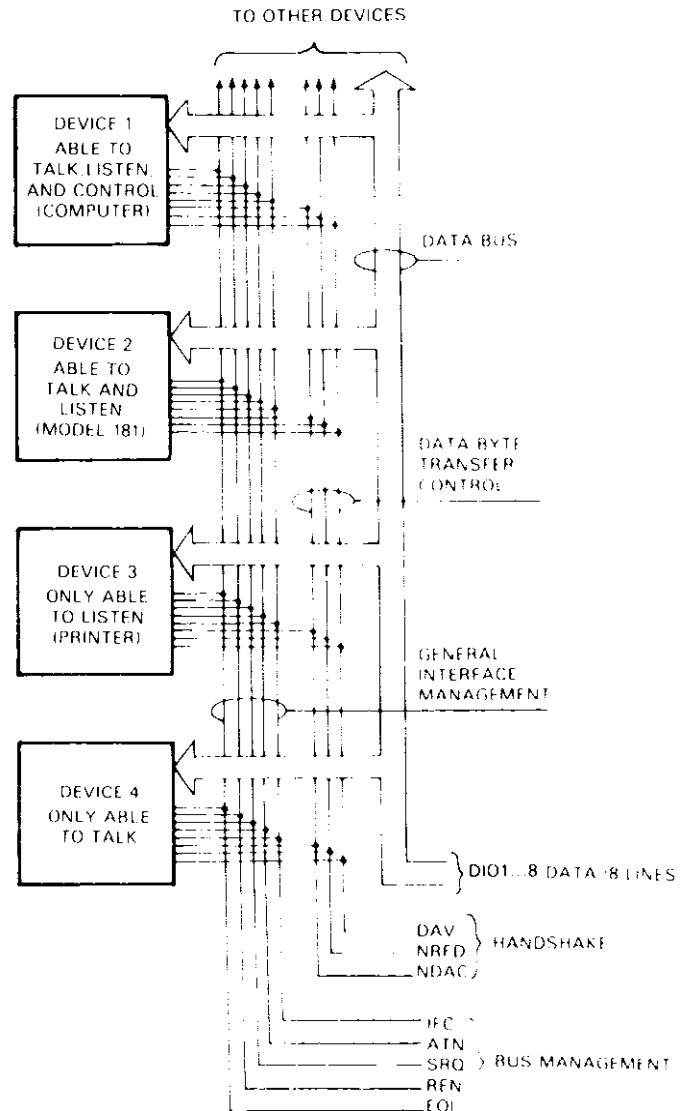 TO OTHER DEVICES
DEVICE 1
ABLE TO
TALK, LISTEN,
AND CONTROL
(COMPUTER)
DATA BUS
DEVICE 2
ABLE TO
TALK AND
LISTEN
(MODEL 181)
DATA BYTE
TRANSFER
CONTROL
DEVICE 3
ONLY ABLE
TO LISTEN
(PRINTER)
GENERAL
INTERFACE
MANAGEMENT
DEVICE 4
ONLY ABLE
TO TALK
DIO1...8 DATA (8 LINES
DAV
NRFD
NDAC
HANDSHAKE
IFC
ATN
SRQ
REN
EOI
BUS MANAGEMENT